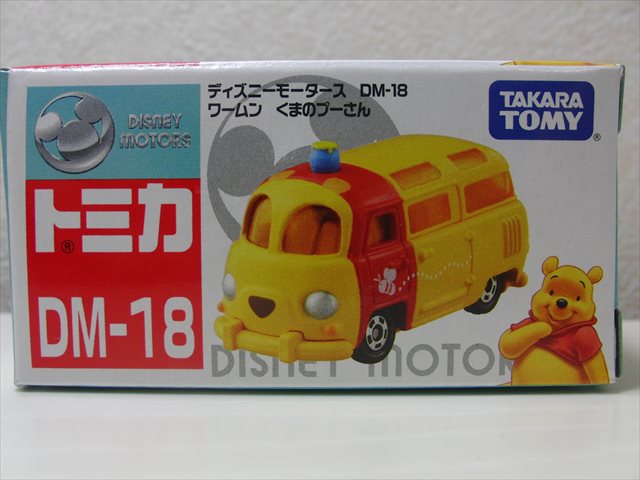 DISNEY
MOTORS
トミカ
®
DM-18
ディズニーモータース DM-18
ワームン くまのプーさん
TAKARA
TOMY
®
DISNEY MOTORS